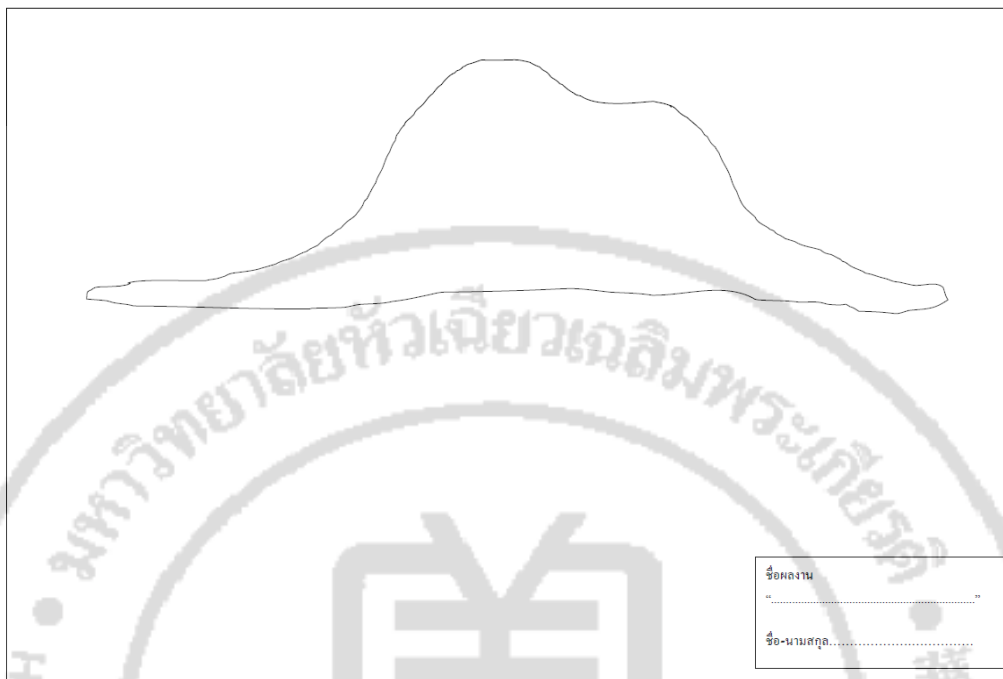 มหาวิทยาลัยหัวเฉียวเฉลิมพระเกียรติ
ชื่อผลงาน
“..................................................................”
ชื่อ-นามสกุล..................................